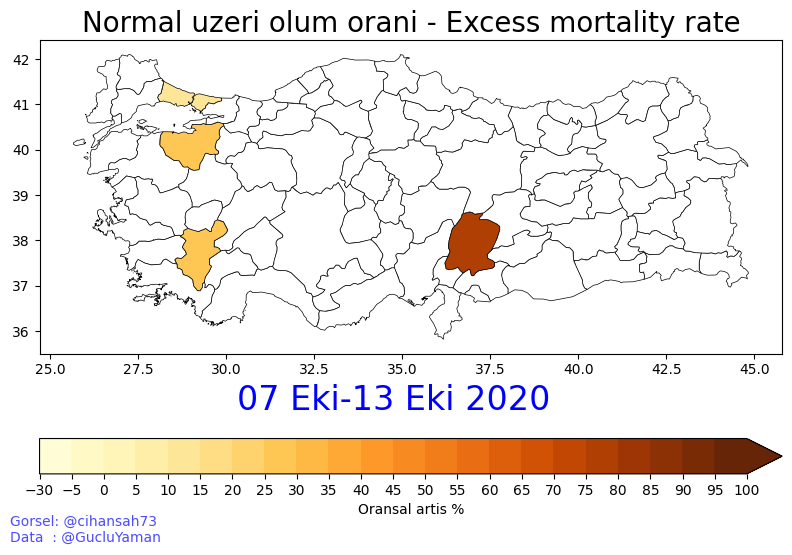 Normal uzeri olum orani - Excess mortality rate
42
41
40
39
38
37
36
25.0 27.5 30.0 32.5 35.0 37.5 40.0 42.5 45.0
07 Eki-13 Eki 2020
−30 −5 0 5 10 15 20 25 30 35 40 45 50 55 60 65 70 75 80 85 90 95 100
Oransal artis %
Gorsel: @cihansah73
Data : @GucluYaman